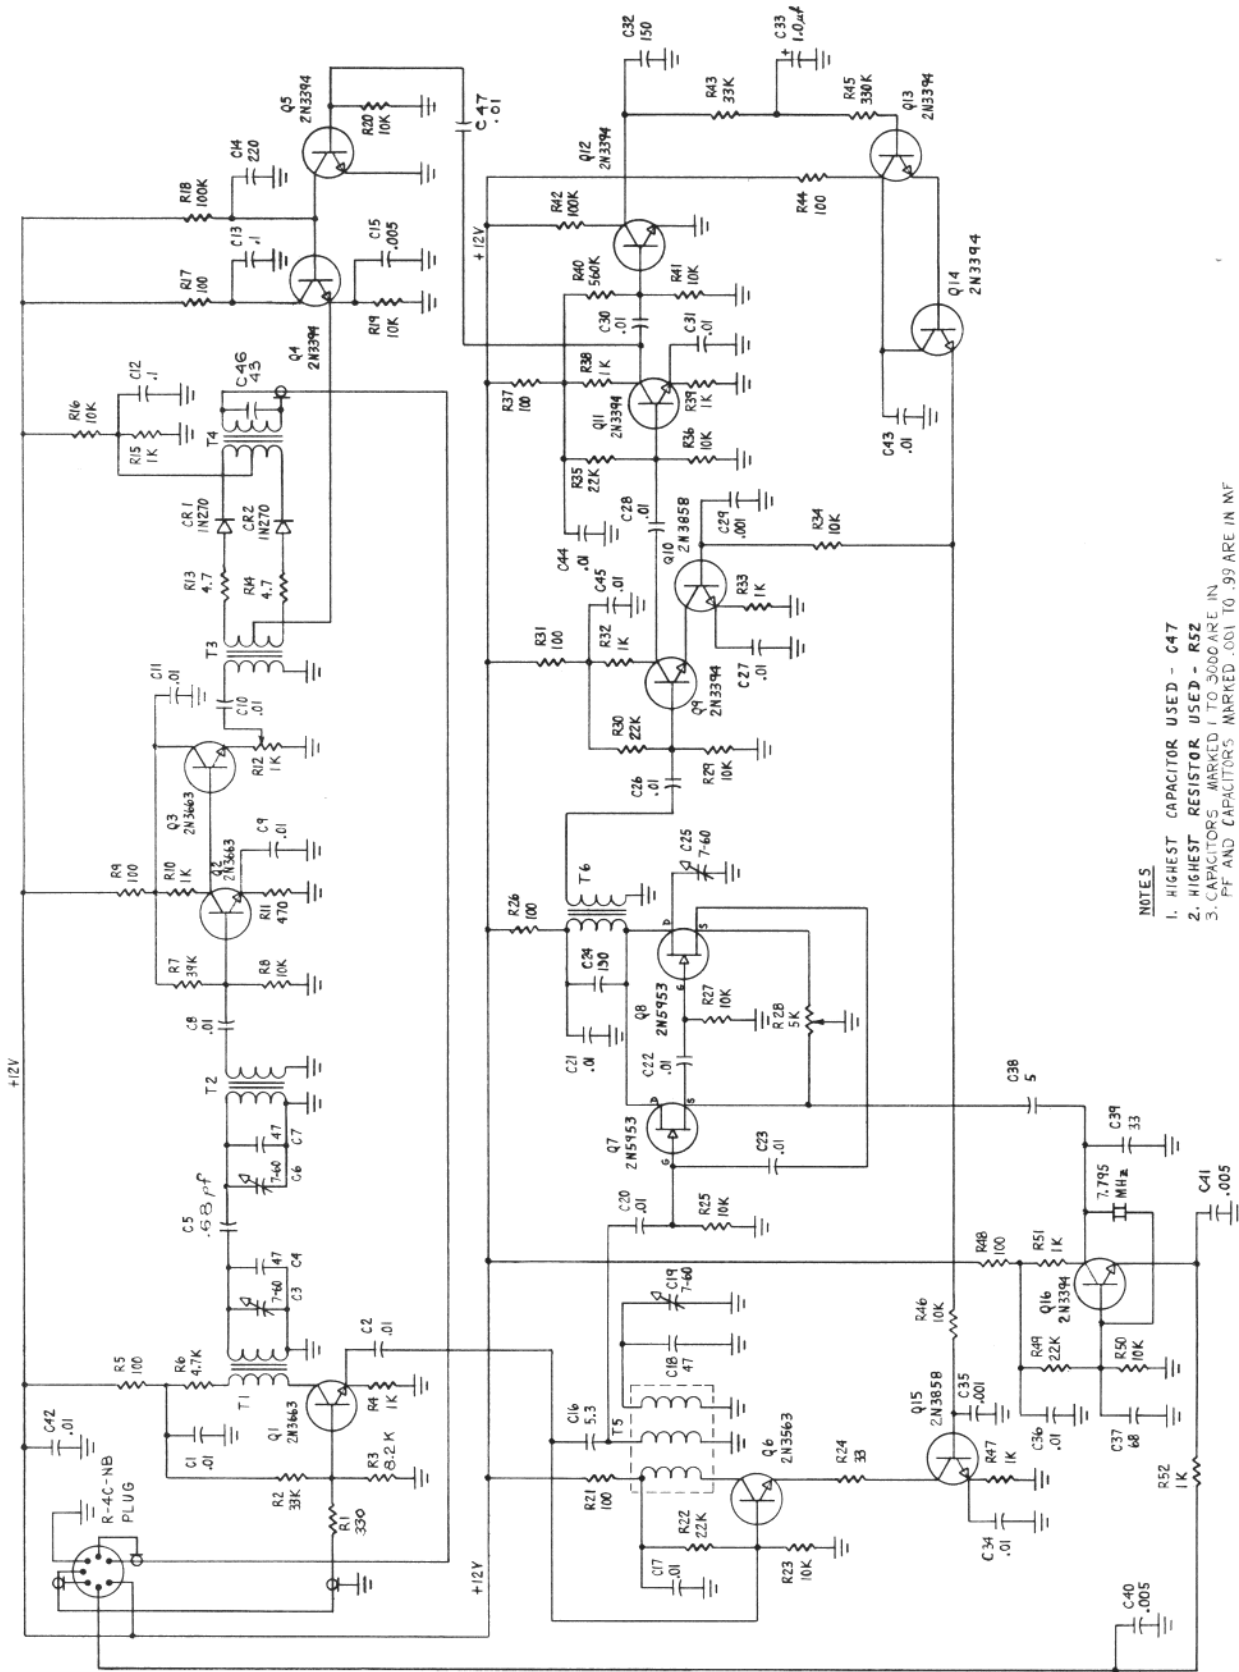 +12V
R-4C-NB
PLUG
C42
.01
R5
100
R6
4.7K
T1
C1
.01
Q1
2N3663
R2
33K
R3
8.2K
R4
1K
R1
330
C2
.01
C3
7-60
C4
47
C5
.68 pf
C6
7-60
C7
47
T2
C8
.01
R7
39K
R8
10K
R9
100
R10
1K
Q2
2N3663
R11
470
C9
.01
Q3
2N3663
R12
1K
C11
.01
C10
.01
T3
R13
4.7
R14
4.7
CR1
1N270
CR2
1N270
T4
R16
10K
R15
1K
C12
.1
C46
43
R17
100
C13
.1
R18
100K
C14
220
Q4
2N3394
R19
10K
C15
.005
Q5
2N3394
R20
10K
C47
.01
+12V
R21
100
C17
.01
R22
22K
R23
10K
C16
5.3
T5
C18
47
C19
7-60
Q6
2N3563
R24
33
Q15
2N3858
R47
1K
C34
.01
C35
.001
R46
10K
C20
.01
R25
10K
Q7
2N5953
G
D
S
C23
.01
C22
.01
C21
.01
C24
130
R26
100
T6
Q8
2N5953
G
D
S
R27
10K
R28
5K
C25
7-60
C26
.01
R29
10K
R30
22K
R31
100
R32
1K
C45
.01
Q9
2N3394
Q10
2N3858
C27
.01
R33
1K
C29
.001
R34
10K
C28
.01
C44
.01
R35
22K
R36
10K
R37
100
R38
1K
Q11
2N3394
R39
1K
C31
.01
C30
.01
R40
560K
R41
10K
+12V
R42
100K
Q12
2N3394
C32
150
R43
33K
C33
+
1.0µf
R45
330K
Q13
2N3394
R44
100
Q14
2N3394
C43
.01
C38
5
C39
33
7.795
MHz
R48
100
R51
1K
Q16
2N3394
R49
22K
R50
10K
C36
.01
C37
68
C41
.005
R52
1K
C40
.005
NOTES
1. HIGHEST CAPACITOR USED - C47
2. HIGHEST RESISTOR USED - R52
3. CAPACITORS MARKED 1 TO 3000 ARE IN
PF AND CAPACITORS MARKED .001 TO .99 ARE IN MF